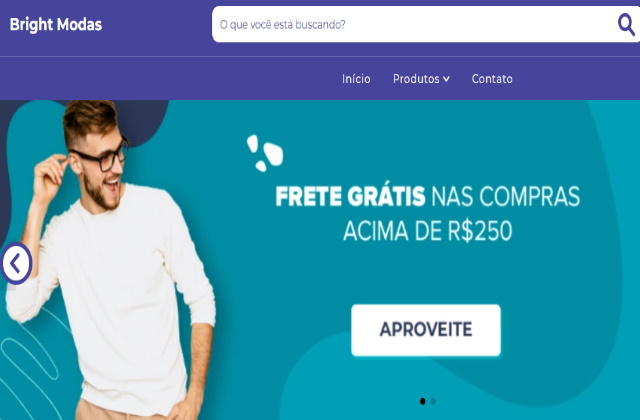 Bright Modas
O que você está buscando?
Início Produtos Contato
FRETE GRÁTIS NAS COMPRAS
ACIMA DE R$250
APROVEITE